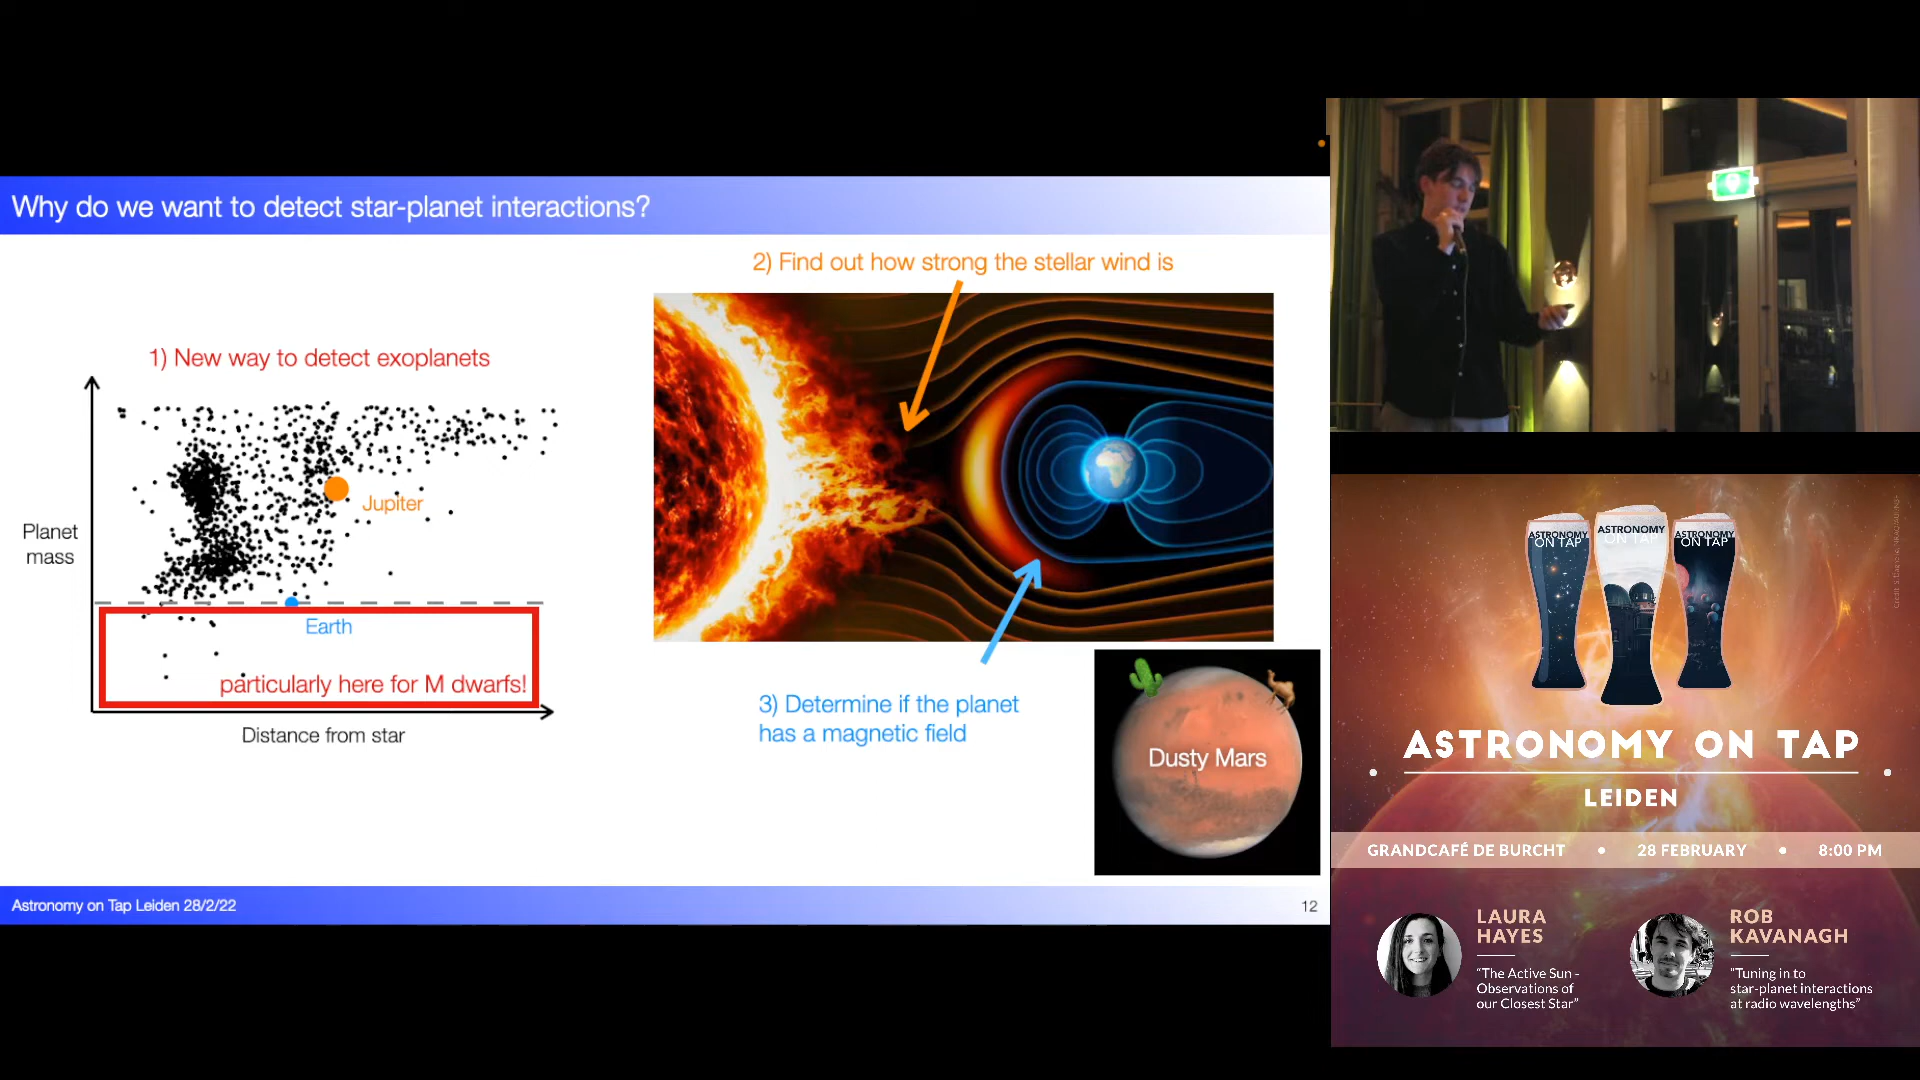 Why do we want to detect star-planet interactions?
2) Find out how strong the stellar wind is
1) New way to detect exoplanets
Jupiter
Planet
mass
Earth
particularly here for M dwarfs!
Distance from star
3) Determine if the planet
has a magnetic field
Dusty Mars
Astronomy on Tap Leiden 28/2/22
12
ASTRONOMY
ON TAP
ASTRONOMY
ON TAP
ASTRONOMY
ON TAP
ASTRONOMY ON TAP
LEIDEN
GRANDCAFÉ DE BURCHT • 28 FEBRUARY • 8:00 PM
LAURA
HAYES
“The Active Sun -
Observations of
our Closest Star”
ROB
KAVANAGH
"Tuning in to
star-planet interactions
at radio wavelengths”